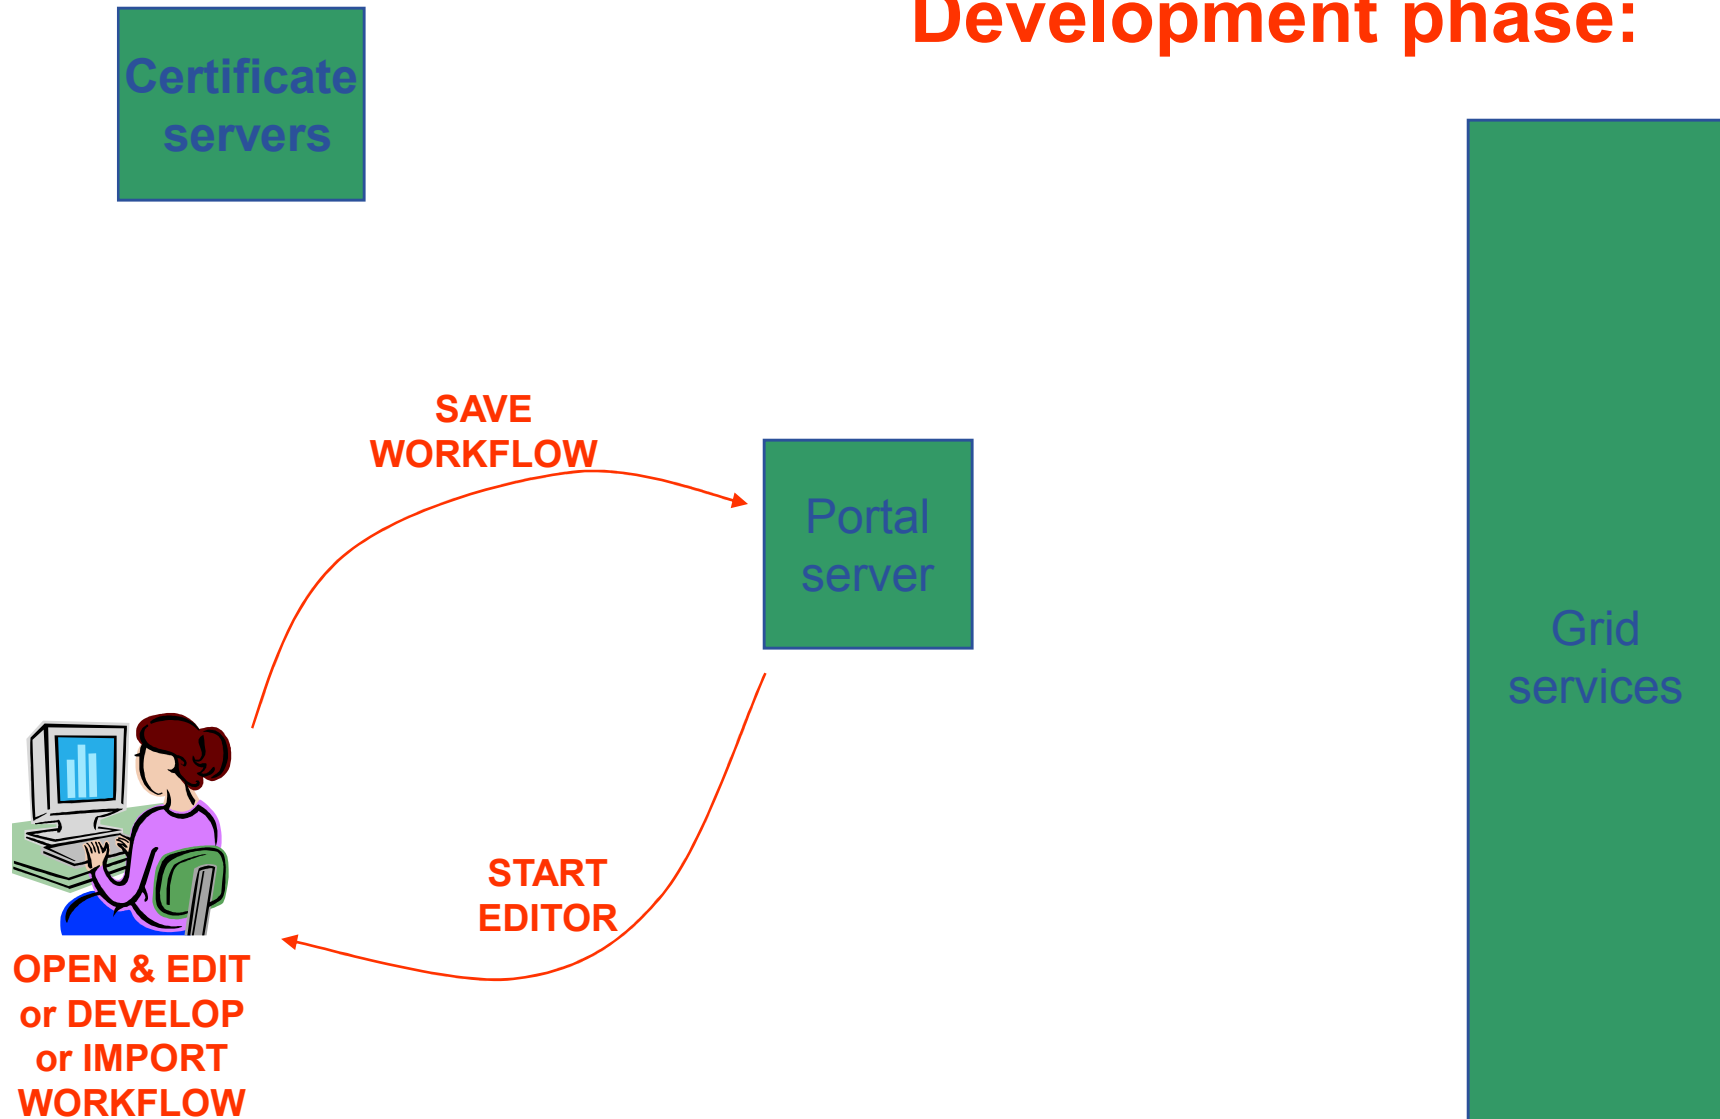 Development phase:
Certificate
servers
SAVE
WORKFLOW
Portal
server
Grid
services
START
EDITOR
OPEN & EDIT
or DEVELOP
or IMPORT
WORKFLOW